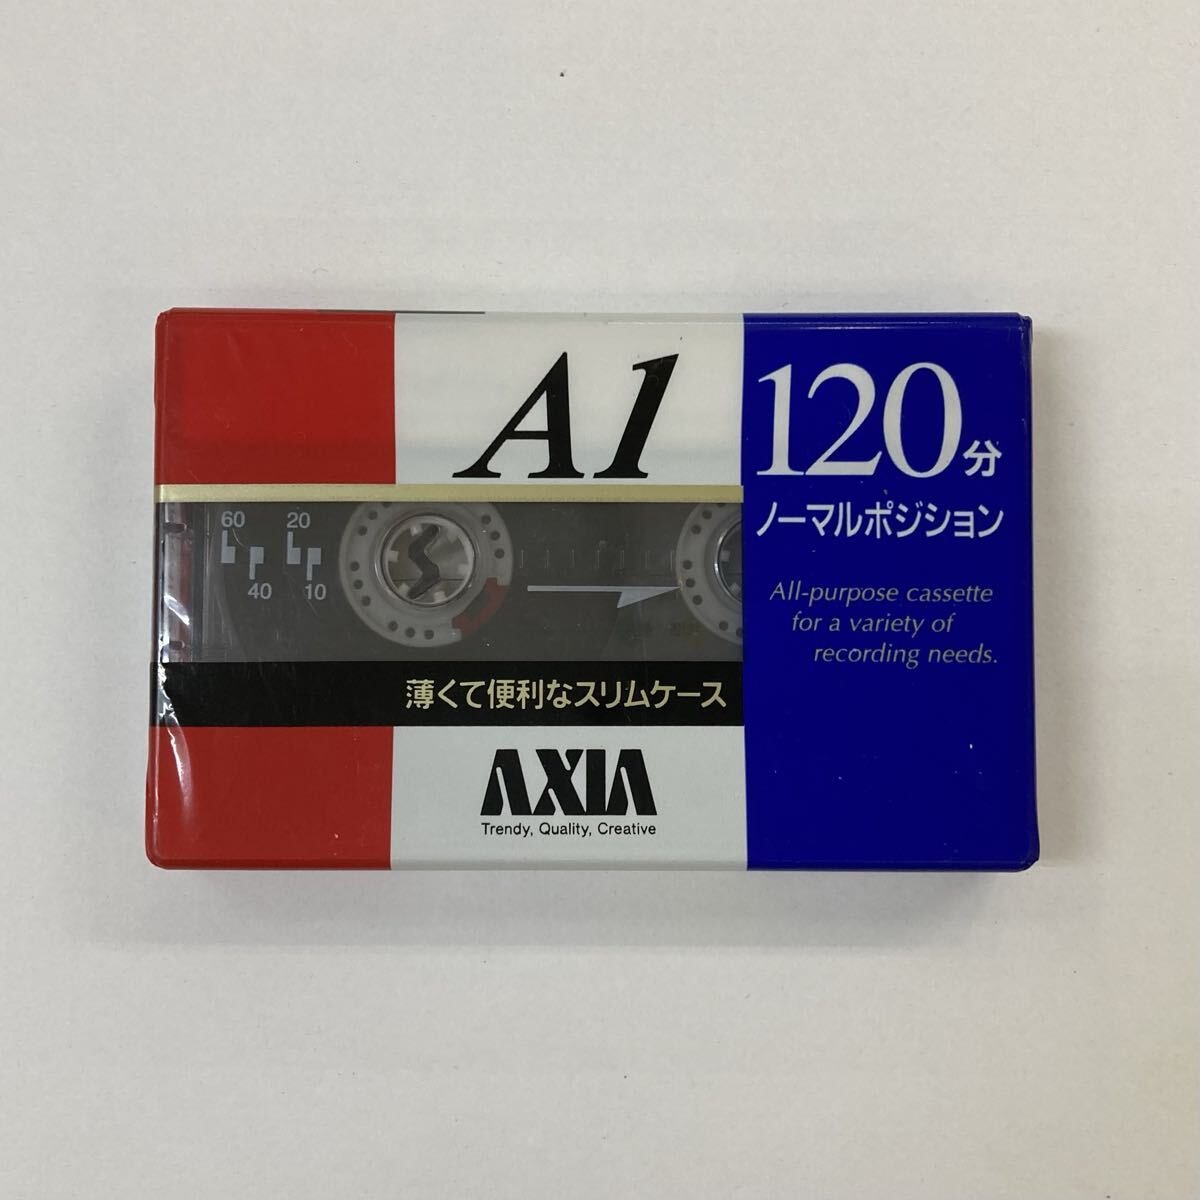 A1
120分
ノーマルポジション
All-purpose cassette
for a variety of
recording needs.
60 20
40 10
薄くて便利なスリムケース
AXIA
Trendy, Quality, Creative